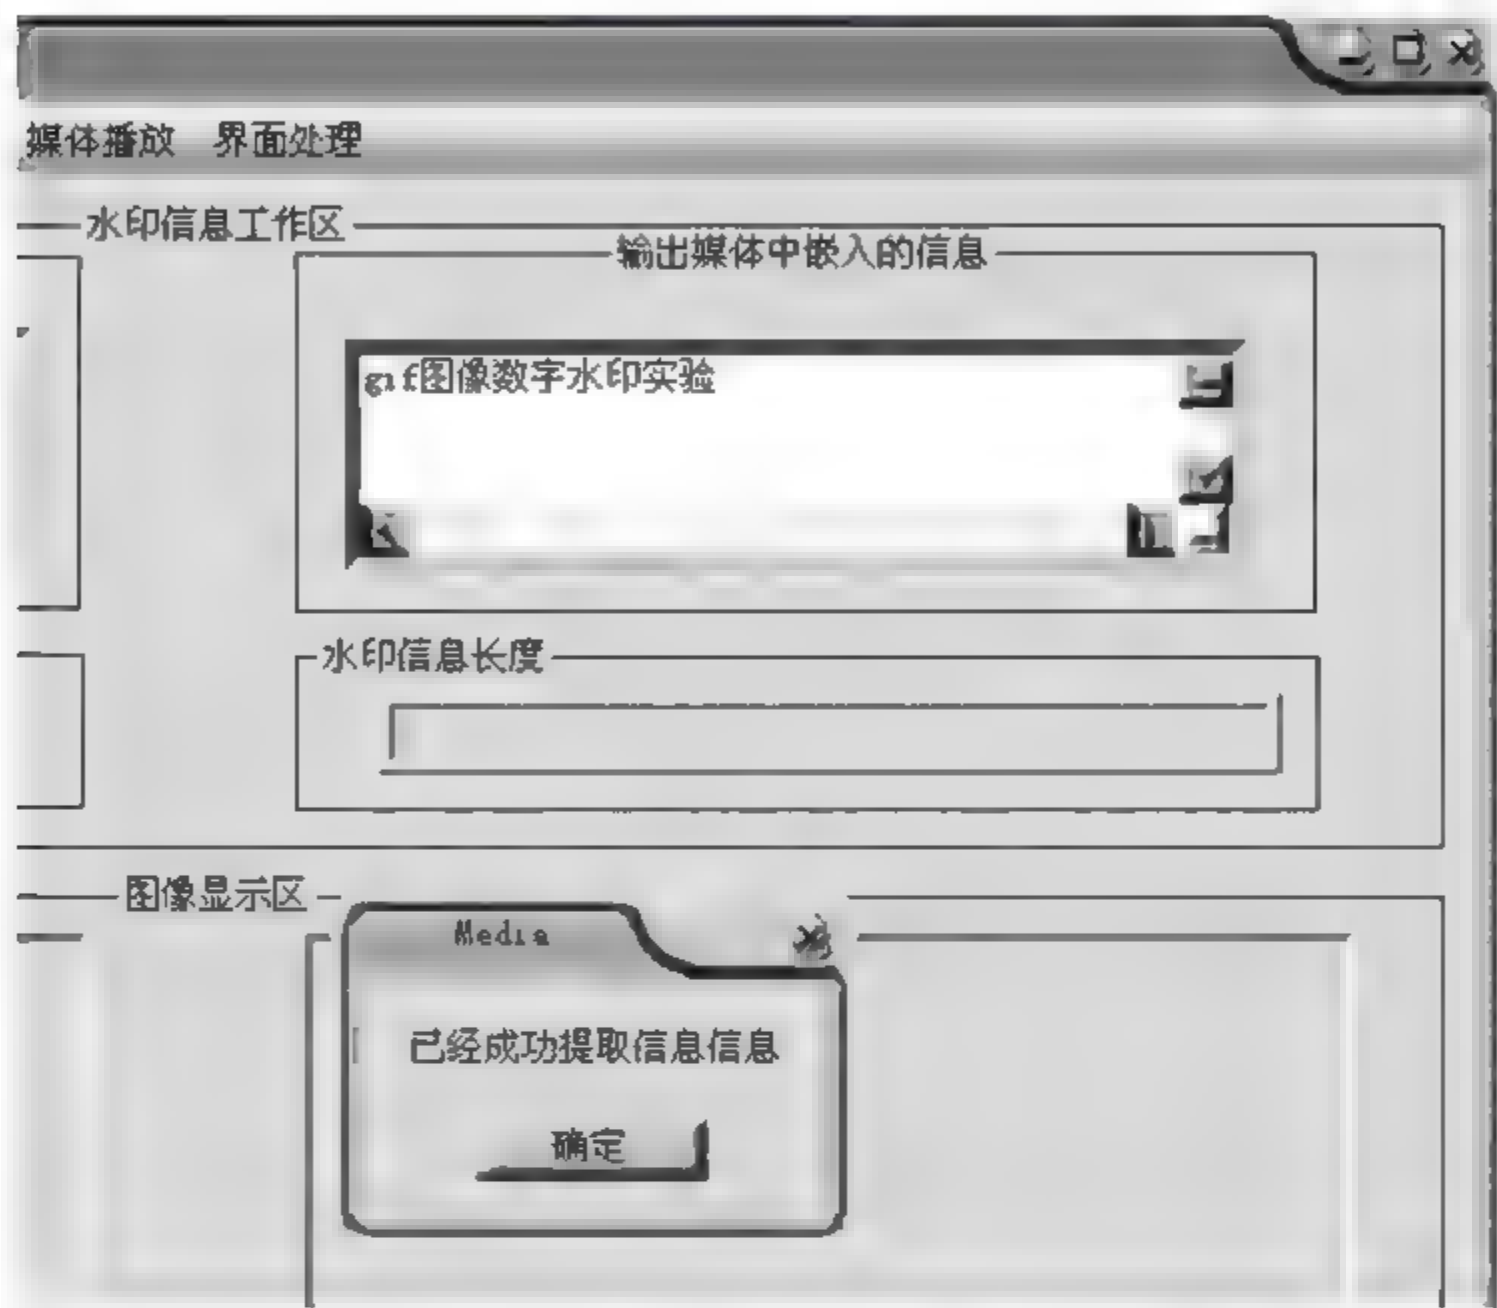 媒体播放 界面处理
水印信息工作区
输出媒体中嵌入的信息
gif图像数字水印实验
水印信息长度
图像显示区
Media
已经成功提取信息信息
确定